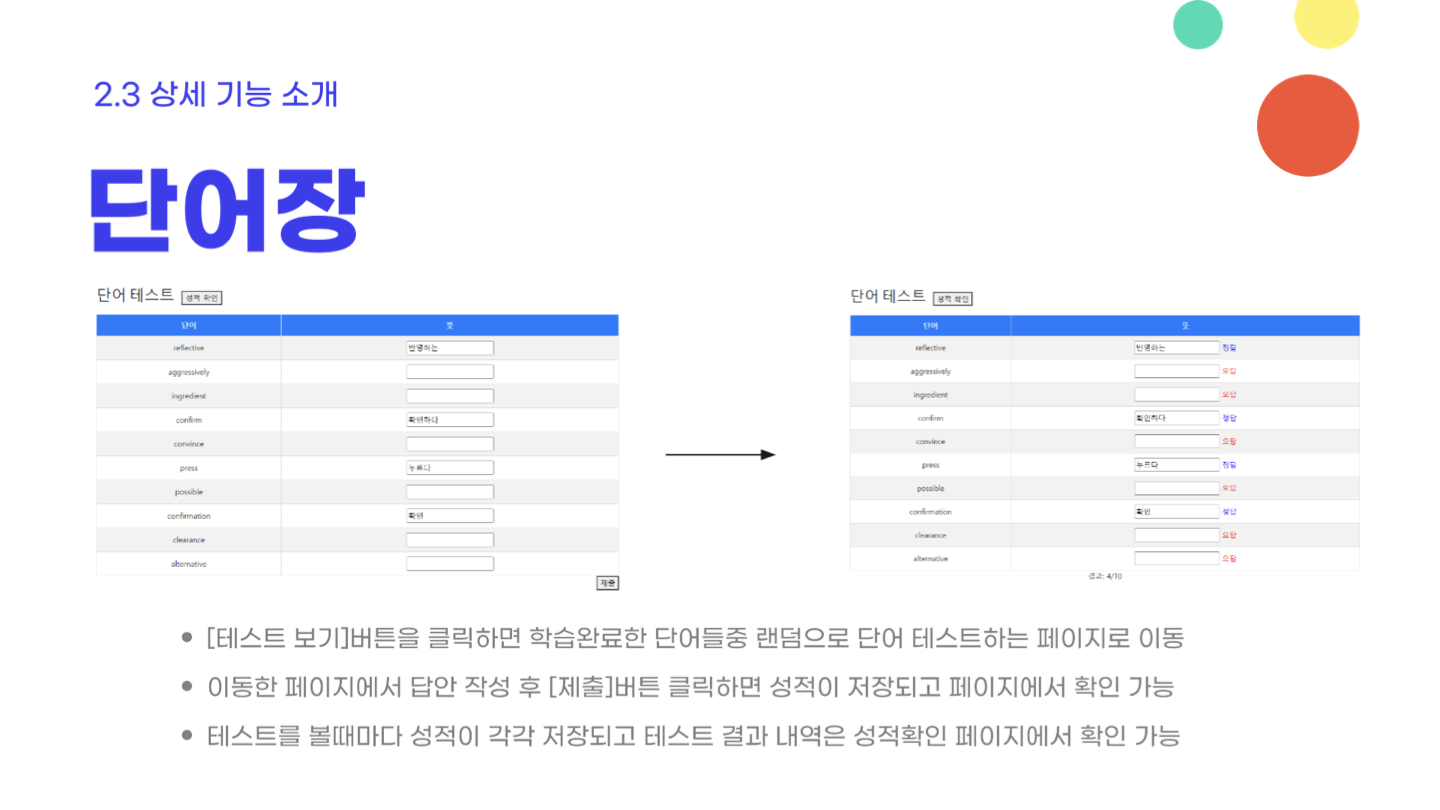 2.3 상세 기능 소개
단어장
단어 테스트 성적 확인
단어 뜻
reflective 반영하는
aggressively
ingredient
confirm 확인하다
convince
press 누르다
possible
confirmation 확인
clearance
alternative
제출
단어 테스트 성적 확인
단어 뜻
reflective 반영하는 정답
aggressively 오답
ingredient 오답
confirm 확인하다 정답
convince 오답
press 누르다 정답
possible 오답
confirmation 확인 정답
clearance 오답
alternative 오답
결과: 4/10
• [테스트 보기]버튼을 클릭하면 학습완료한 단어들중 랜덤으로 단어 테스트하는 페이지로 이동
• 이동한 페이지에서 답안 작성 후 [제출]버튼 클릭하면 성적이 저장되고 페이지에서 확인 가능
• 테스트를 볼때마다 성적이 각각 저장되고 테스트 결과 내역은 성적확인 페이지에서 확인 가능